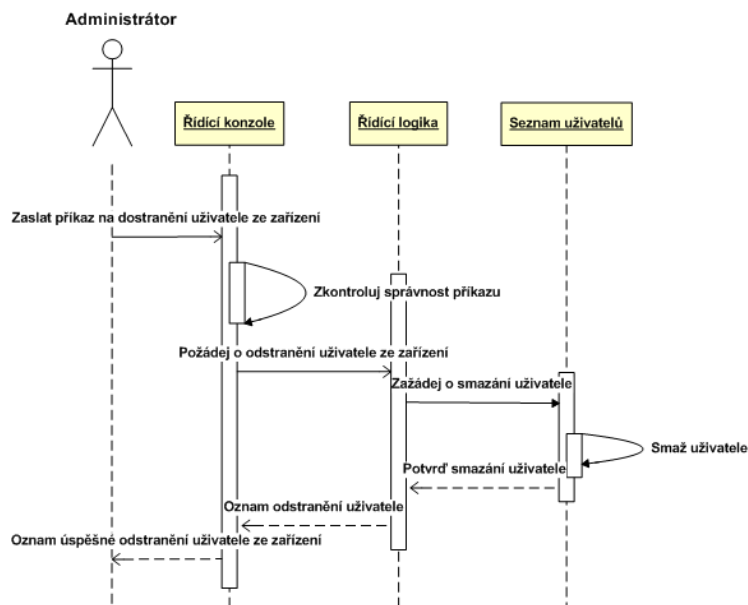 Administrátor
Řídící konzole
Řídící logika
Seznam uživatelů
Zaslat příkaz na dostranění uživatele ze zařízení
Zkontroluj správnost příkazu
Požádej o odstranění uživatele ze zařízení
Zažádej o smazání uživatele
Smaž uživatele
Potvrď smazání uživatele
Oznam odstranění uživatele
Oznam úspěšné odstranění uživatele ze zařízení